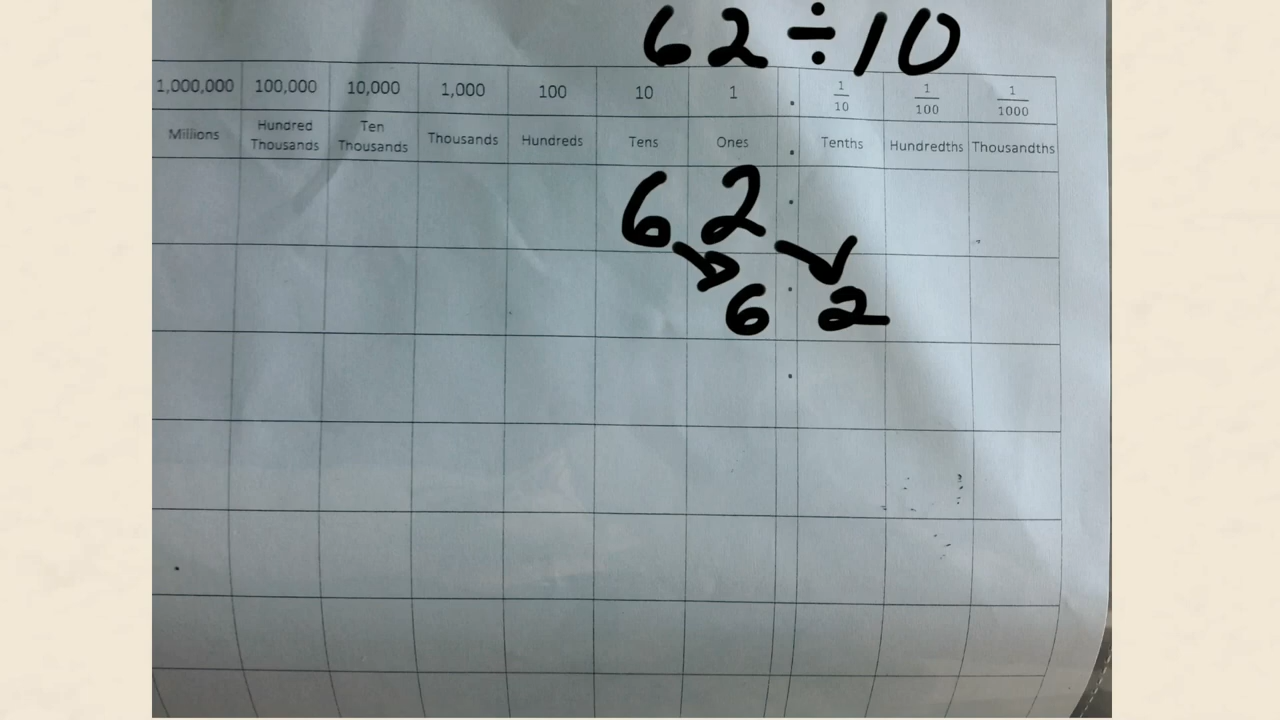 62÷10
1,000,000 100,000 10,000 1,000 100 10 1 . 1/10 1/100 1/1000
Millions Hundred Thousands Ten Thousands Thousands Hundreds Tens Ones . Tenths Hundredths Thousandths
6 2 .
6 . 2
.